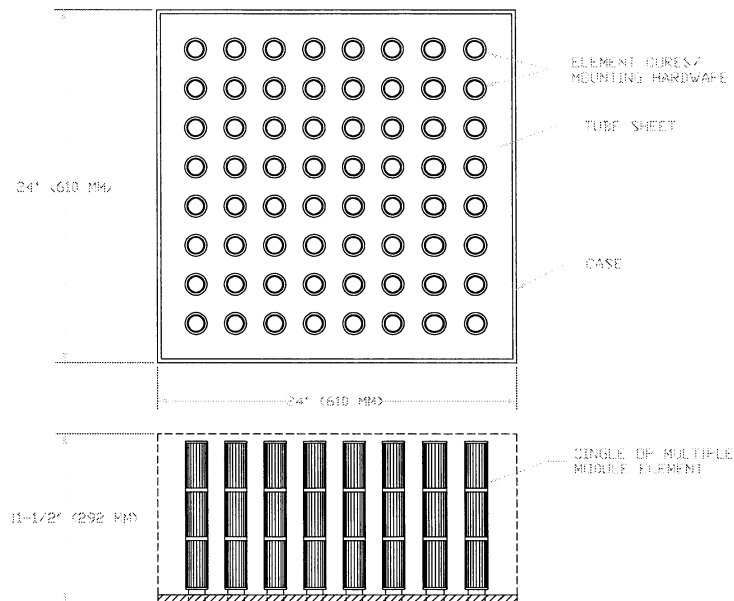 ELEMENT CORES/
MOUNTING HARDWARE
TUBE SHEET
24" (610 MM)
CASE
24" (610 MM)
SINGLE OR MULTIPLE
MODULE ELEMENT
11-1/2" (292 MM)